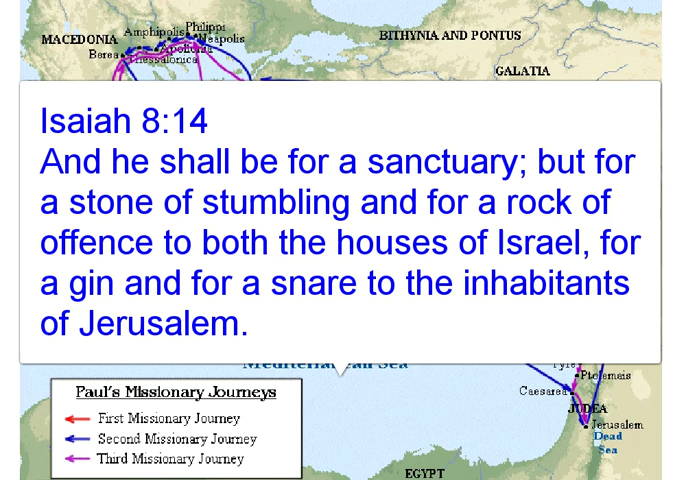 Philippi
Amphipolis
MACEDONIA
Neapolis
BITHYNIA AND PONTUS
Apollonia
Berea
Thessalonica
GALATIA
Isaiah 8:14
And he shall be for a sanctuary; but for
a stone of stumbling and for a rock of
offence to both the houses of Israel, for
a gin and for a snare to the inhabitants
of Jerusalem.
Mediterranean Sea
Tyre
Ptolemais
Caesarea
JUDEA
Jerusalem
Dead
Sea
Paul's Missionary Journeys
First Missionary Journey
Second Missionary Journey
Third Missionary Journey
EGYPT